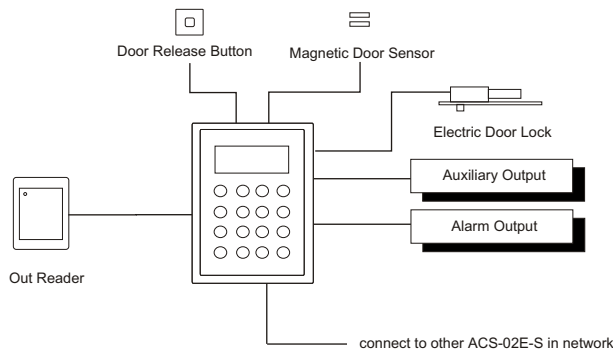 Door Release Button
Magnetic Door Sensor
Electric Door Lock
Auxiliary Output
Alarm Output
Out Reader
connect to other ACS-02E-S in network